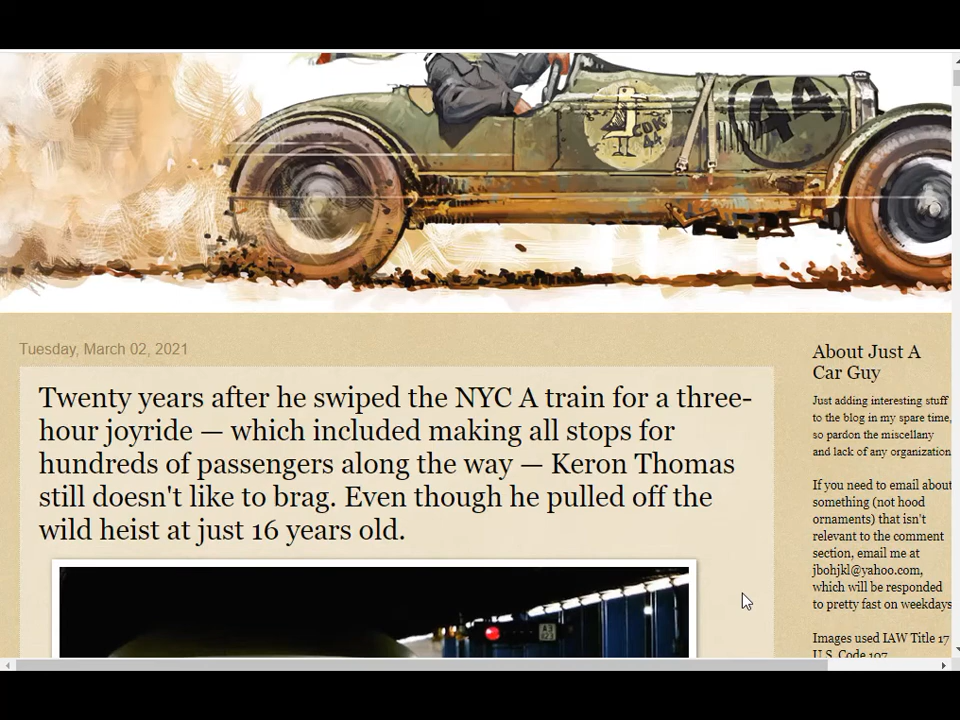 44
Tuesday, March 02, 2021
Twenty years after he swiped the NYC A train for a three-
hour joyride — which included making all stops for
hundreds of passengers along the way — Keron Thomas
still doesn't like to brag. Even though he pulled off the
wild heist at just 16 years old.
About Just A
Car Guy
Just adding interesting stuff
to the blog in my spare time,
so pardon the miscellany
and lack of any organization
If you need to email about
something (not hood
ornaments) that isn't
relevant to the comment
section, email me at
jbohjkl@yahoo.com,
which will be responded
to pretty fast on weekdays
Images used IAW Title 17
U.S. Code 107